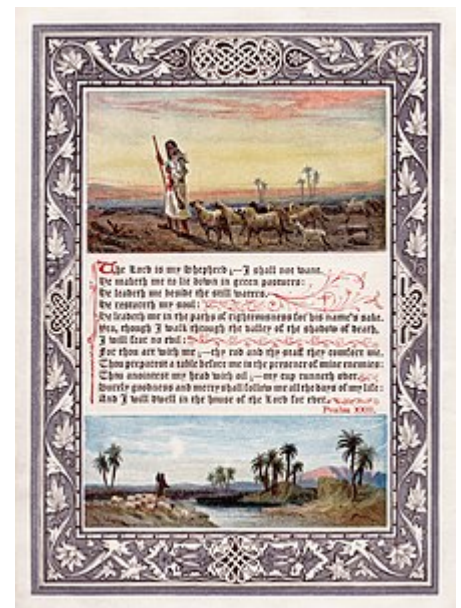 The Lord is my Shepherd;—I shall not want.
He maketh me to lie down in green pastures:
He leadeth me beside the still waters.
He restoreth my soul:
He leadeth me in the paths of righteousness for his name's sake.
Yea, though I walk through the valley of the shadow of death,
I will fear no evil:
For thou art with me;—thy rod and thy staff they comfort me.
Thou preparest a table before me in the presence of mine enemies:
Thou anointest my head with oil;—my cup runneth over.
Surely goodness and mercy shall follow me all the days of my life:
And I will dwell in the house of the Lord for ever.
Psalm XXIII.